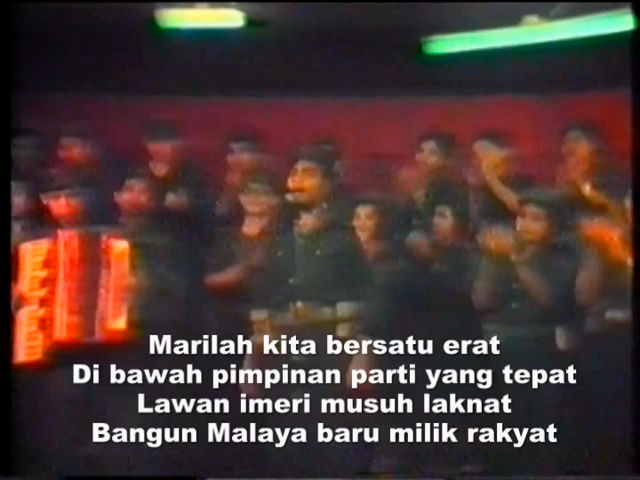 Marilah kita bersatu erat
Di bawah pimpinan parti yang tepat
Lawan imeri musuh laknat
Bangun Malaya baru milik rakyat